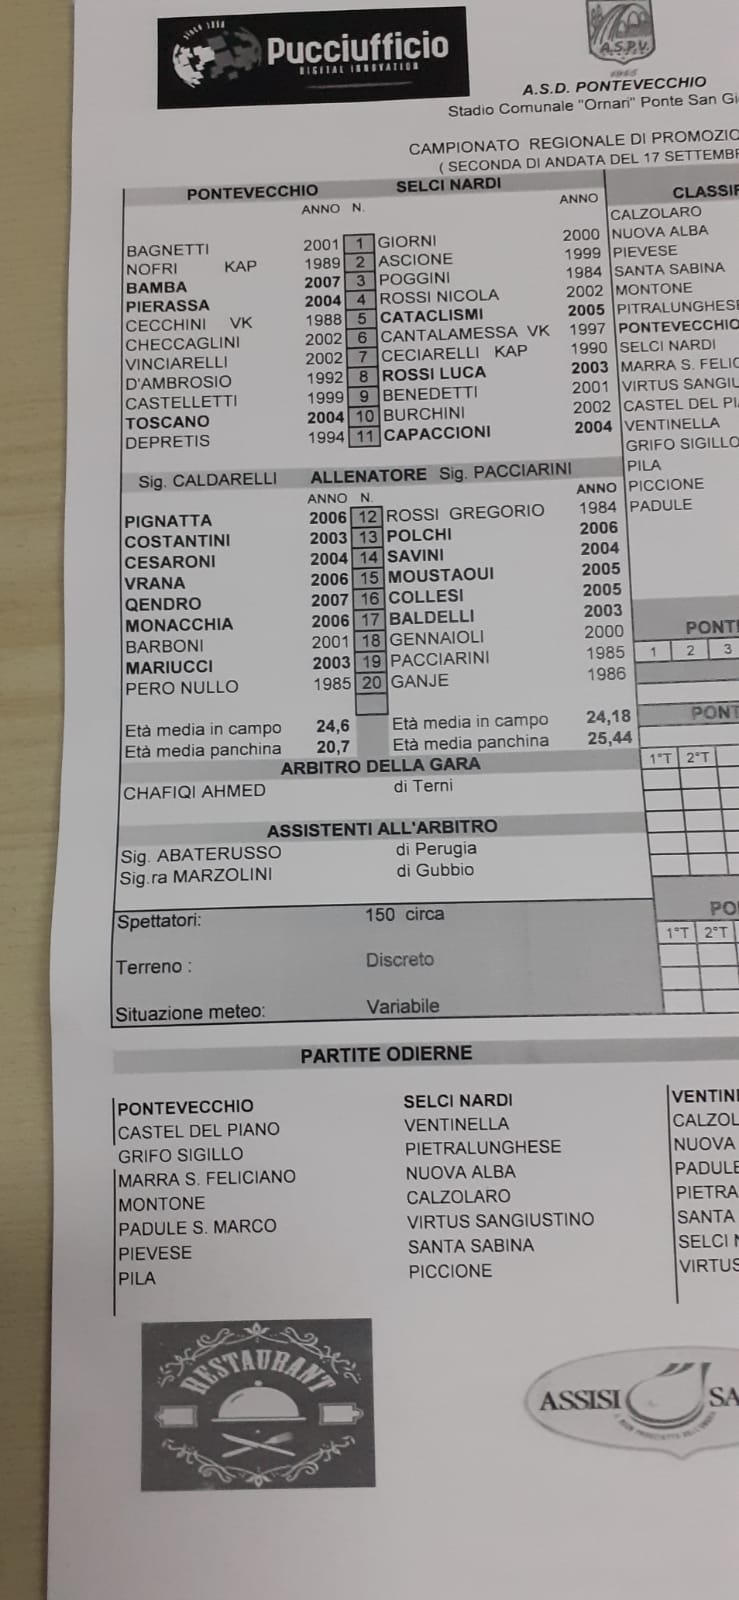 SINCE 1968
Pucciufficio
DIGITAL INNOVATION
A.S.P.V.
A.S.D. PONTEVECCHIO
Stadio Comunale "Ornari" Ponte San
CAMPIONATO REGIONALE DI PROMOZIO
( SECONDA DI ANDATA DEL 17 SETTEMBR
PONTEVECCHIO SELCI NARDI
ANNO N. ANNO
BAGNETTI 2001 1 GIORNI 2000
NOFRI KAP 1989 2 ASCIONE 1999
BAMBA 2007 3 POGGINI 1984
PIERASSA 2004 4 ROSSI NICOLA 2002
CECCHINI VK 1988 5 CATACLISMI 2005
CHECCAGLINI 2002 6 CANTALAMESSA VK 1997
VINCIARELLI 2002 7 CECIARELLI KAP 1990
D'AMBROSIO 1992 8 ROSSI LUCA 2003
CASTELLETTI 1999 9 BENEDETTI 2001
TOSCANO 2004 10 BURCHINI 2002
DEPRETIS 1994 11 CAPACCIONI 2004
Sig. CALDARELLI ALLENATORE Sig. PACCIARINI
ANNO N. ANNO
PIGNATTA 2006 12 ROSSI GREGORIO 1984
COSTANTINI 2003 13 POLCHI 2006
CESARONI 2004 14 SAVINI 2004
VRANA 2006 15 MOUSTAOUI 2005
QENDRO 2007 16 COLLESI 2005
MONACCHIA 2006 17 BALDELLI 2003
BARBONI 2001 18 GENNAIOLI 2000
MARIUCCI 2003 19 PACCIARINI 1985
PERO NULLO 1985 20 GANJE 1986
Età media in campo 24,6 Età media in campo 24,18
Età media panchina 20,7 Età media panchina 25,44
ARBITRO DELLA GARA
CHAFIQI AHMED di Terni
ASSISTENTI ALL'ARBITRO
Sig. ABATERUSSO di Perugia
Sig.ra MARZOLINI di Gubbio
Spettatori: 150 circa
Terreno : Discreto
Situazione meteo: Variabile
CLASSIF
CALZOLARO
NUOVA ALBA
PIEVESE
SANTA SABINA
MONTONE
PITRALUNGHESE
PONTEVECCHIO
SELCI NARDI
MARRA S. FELIC
VIRTUS SANGIU
CASTEL DEL PI
VENTINELLA
GRIFO SIGILLO
PILA
PICCIONE
PADULE
PONT
1 2 3
PONT
1°T 2°T
PO
1°T 2°T
PARTITE ODIERNE
PONTEVECCHIO SELCI NARDI VENTIN
CASTEL DEL PIANO VENTINELLA CALZOL
GRIFO SIGILLO PIETRALUNGHESE NUOVA
MARRA S. FELICIANO NUOVA ALBA PADULE
MONTONE CALZOLARO PIETRA
PADULE S. MARCO VIRTUS SANGIUSTINO SANTA
PIEVESE SANTA SABINA SELCI
PILA PICCIONE VIRTUS
RESTAURANT
ASSISI SA